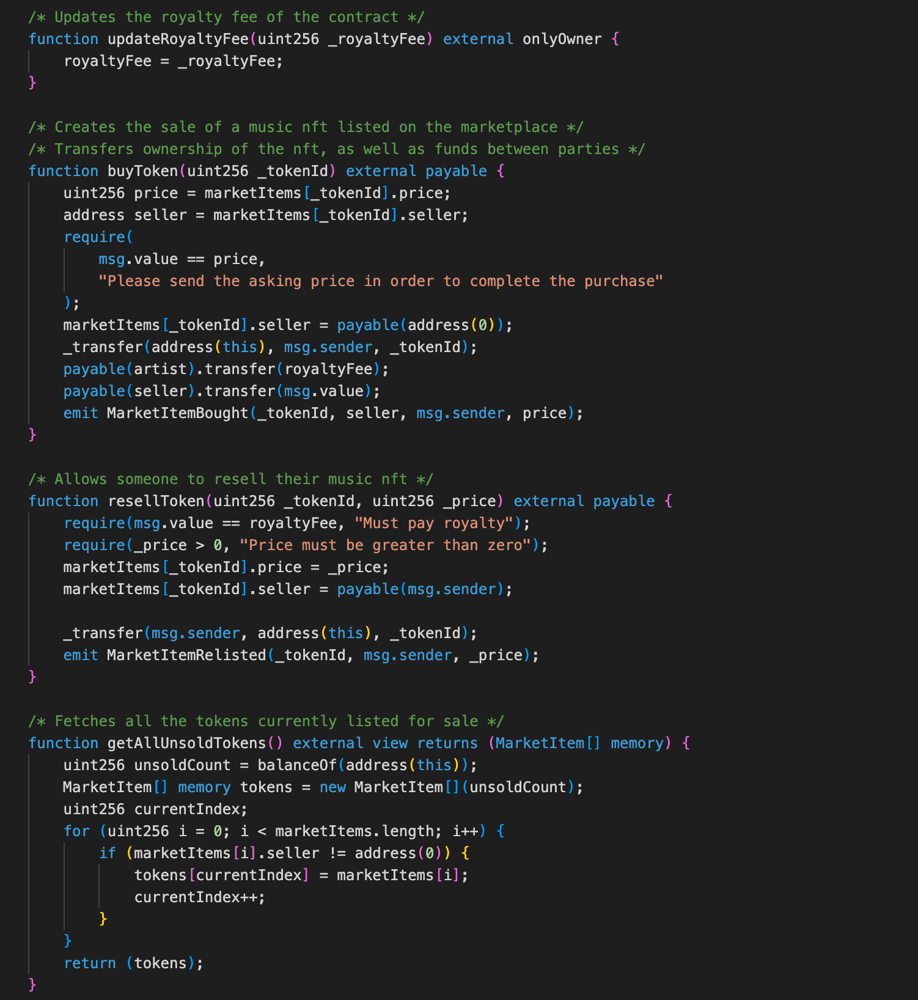 /* Updates the royalty fee of the contract */
function updateRoyaltyFee(uint256 _royaltyFee) external onlyOwner {
    royaltyFee = _royaltyFee;
}

/* Creates the sale of a music nft listed on the marketplace */
/* Transfers ownership of the nft, as well as funds between parties */
function buyToken(uint256 _tokenId) external payable {
    uint256 price = marketItems[_tokenId].price;
    address seller = marketItems[_tokenId].seller;
    require(
        msg.value == price,
        "Please send the asking price in order to complete the purchase"
    );
    marketItems[_tokenId].seller = payable(address(0));
    _transfer(address(this), msg.sender, _tokenId);
    payable(artist).transfer(royaltyFee);
    payable(seller).transfer(msg.value);
    emit MarketItemBought(_tokenId, seller, msg.sender, price);
}

/* Allows someone to resell their music nft */
function resellToken(uint256 _tokenId, uint256 _price) external payable {
    require(msg.value == royaltyFee, "Must pay royalty");
    require(_price > 0, "Price must be greater than zero");
    marketItems[_tokenId].price = _price;
    marketItems[_tokenId].seller = payable(msg.sender);

    _transfer(msg.sender, address(this), _tokenId);
    emit MarketItemRelisted(_tokenId, msg.sender, _price);
}

/* Fetches all the tokens currently listed for sale */
function getAllUnsoldTokens() external view returns (MarketItem[] memory) {
    uint256 unsoldCount = balanceOf(address(this));
    MarketItem[] memory tokens = new MarketItem[](unsoldCount);
    uint256 currentIndex;
    for (uint256 i = 0; i < marketItems.length; i++) {
        if (marketItems[i].seller != address(0)) {
            tokens[currentIndex] = marketItems[i];
            currentIndex++;
        }
    }
    return (tokens);
}